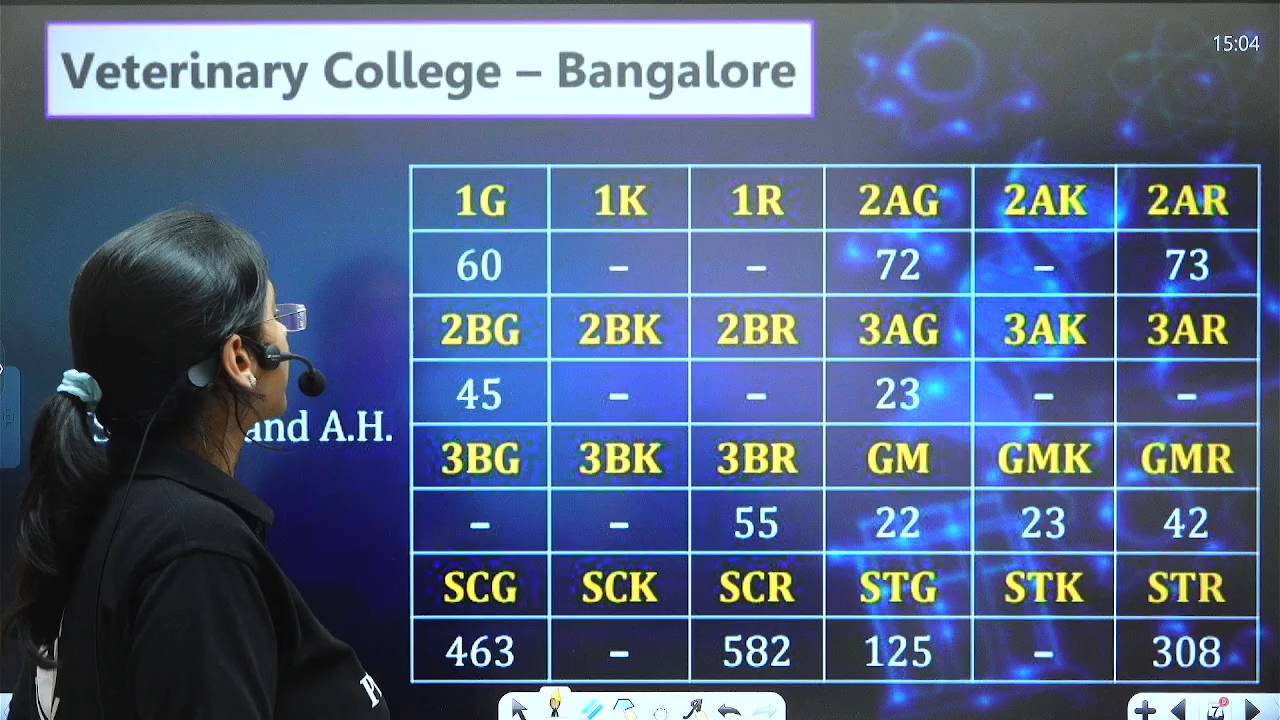 Veterinary College – Bangalore
15:04
1G 1K 1R 2AG 2AK 2AR
60 – – 72 – 73
2BG 2BK 2BR 3AG 3AK 3AR
45 – – 23 – –
and A.H.
3BG 3BK 3BR GM GMK GMR
– – 55 22 23 42
SCG SCK SCR STG STK STR
463 – 582 125 – 308
7